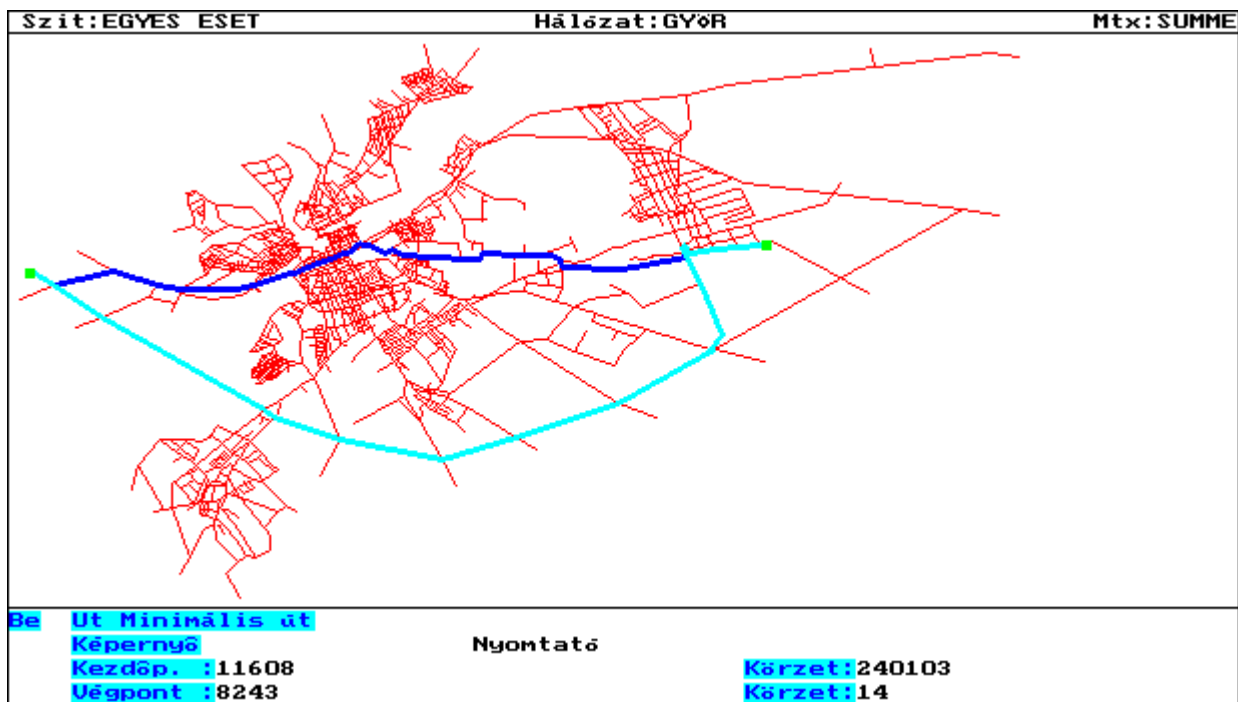 Szit:EGYES ESET Hálózat:GYőR Mtx:SUMME
Be Ut Minimális út
Képernyő Nyomtató
Kezdőp. :11608 Körzet:240103
Végpont :8243 Körzet:14